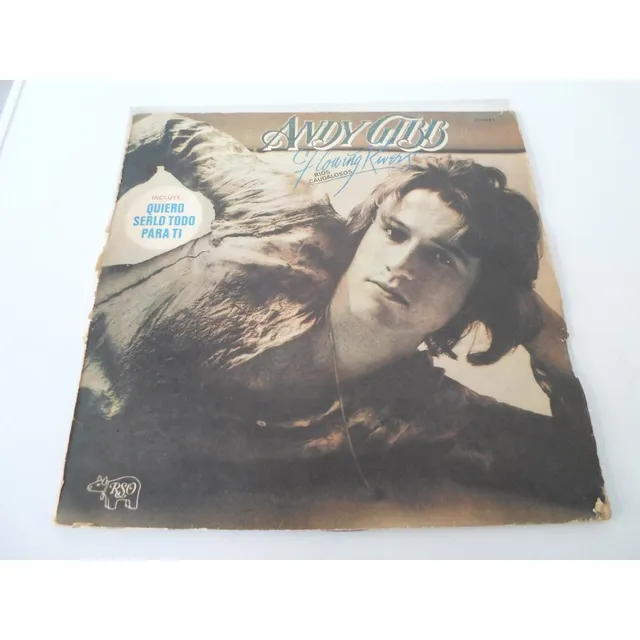 ANDY GIBB
Flowing Rivers
RIOS
CAUDALOSOS
INCLUYE:
QUIERO
SERLO TODO
PARA TI
RSO